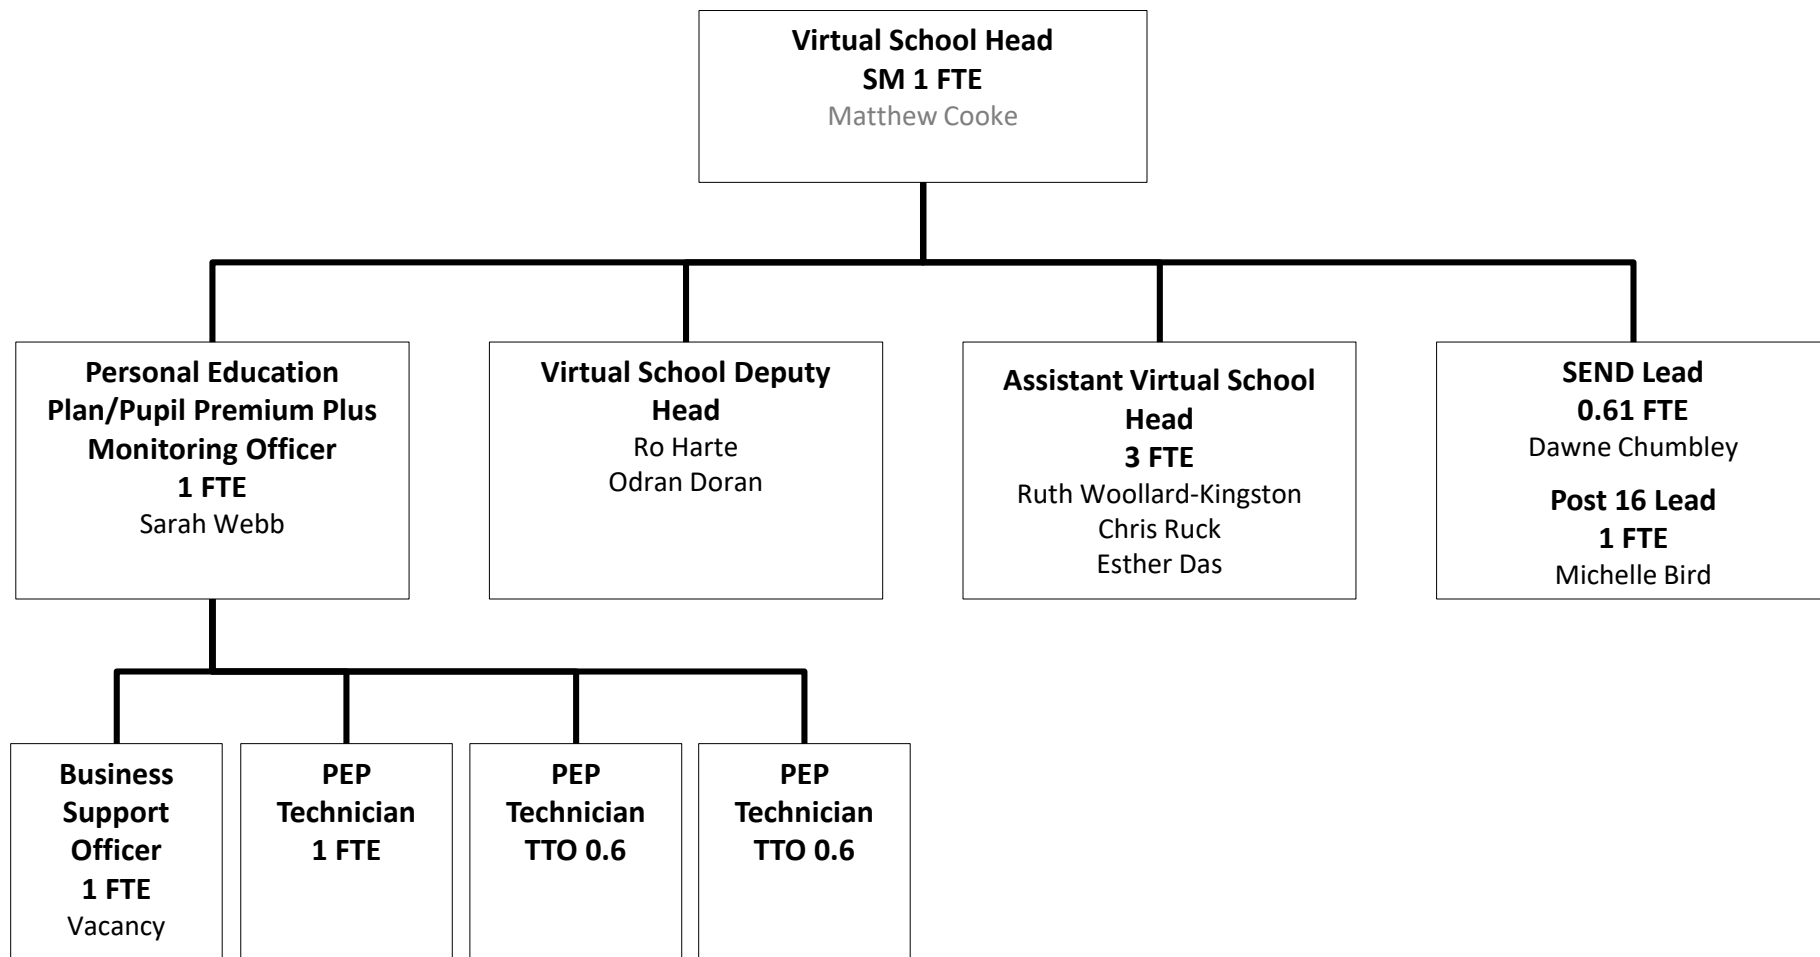 Virtual School Head
SM 1 FTE
Matthew Cooke
Personal Education
Plan/Pupil Premium Plus
Monitoring Officer
1 FTE
Sarah Webb
Virtual School Deputy
Head
Ro Harte
Odran Doran
Assistant Virtual School
Head
3 FTE
Ruth Woollard-Kingston
Chris Ruck
Esther Das
SEND Lead
0.61 FTE
Dawne Chumbley
Post 16 Lead
1 FTE
Michelle Bird
Business
Support
Officer
1 FTE
Vacancy
PEP
Technician
1 FTE
PEP
Technician
TTO 0.6
PEP
Technician
TTO 0.6